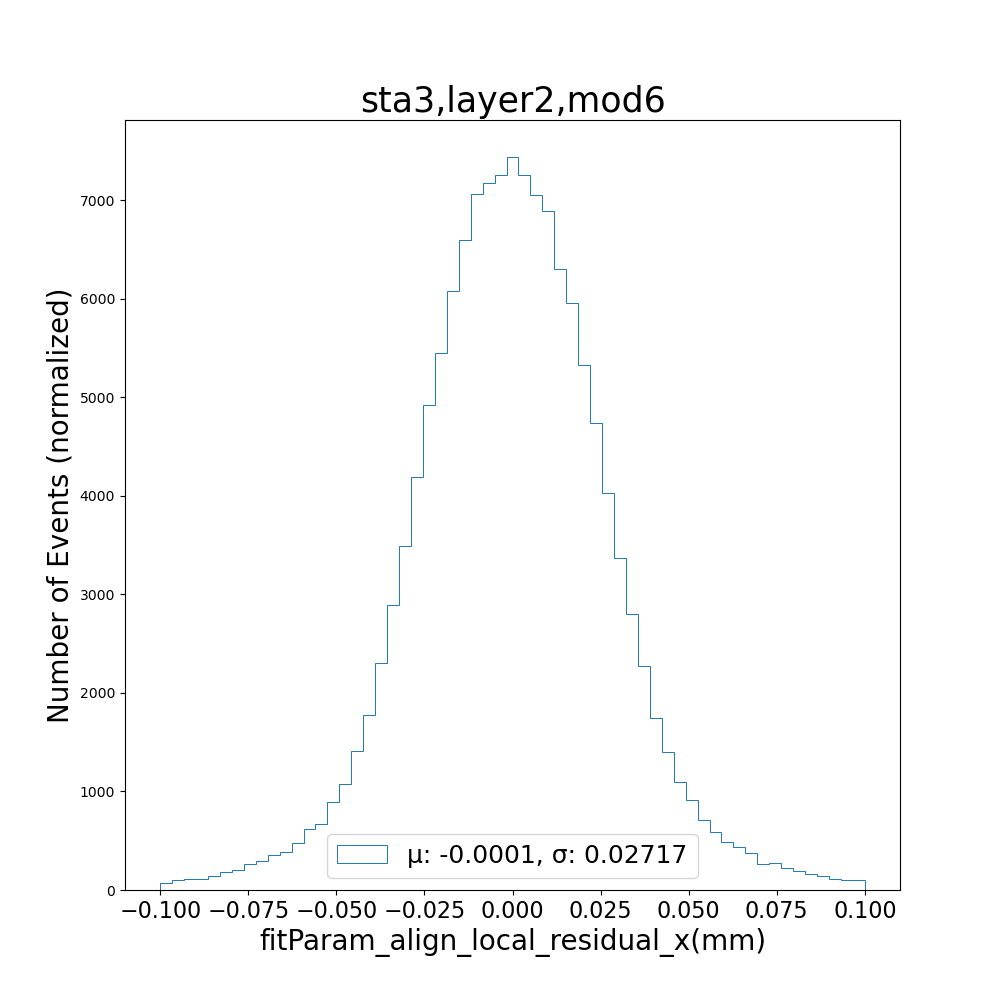 sta3,layer2,mod6
Number of Events (normalized)
7000
6000
5000
4000
3000
2000
1000
0
μ: -0.0001, σ: 0.02717
−0.100 −0.075 −0.050 −0.025 0.000 0.025 0.050 0.075 0.100
fitParam_align_local_residual_x(mm)